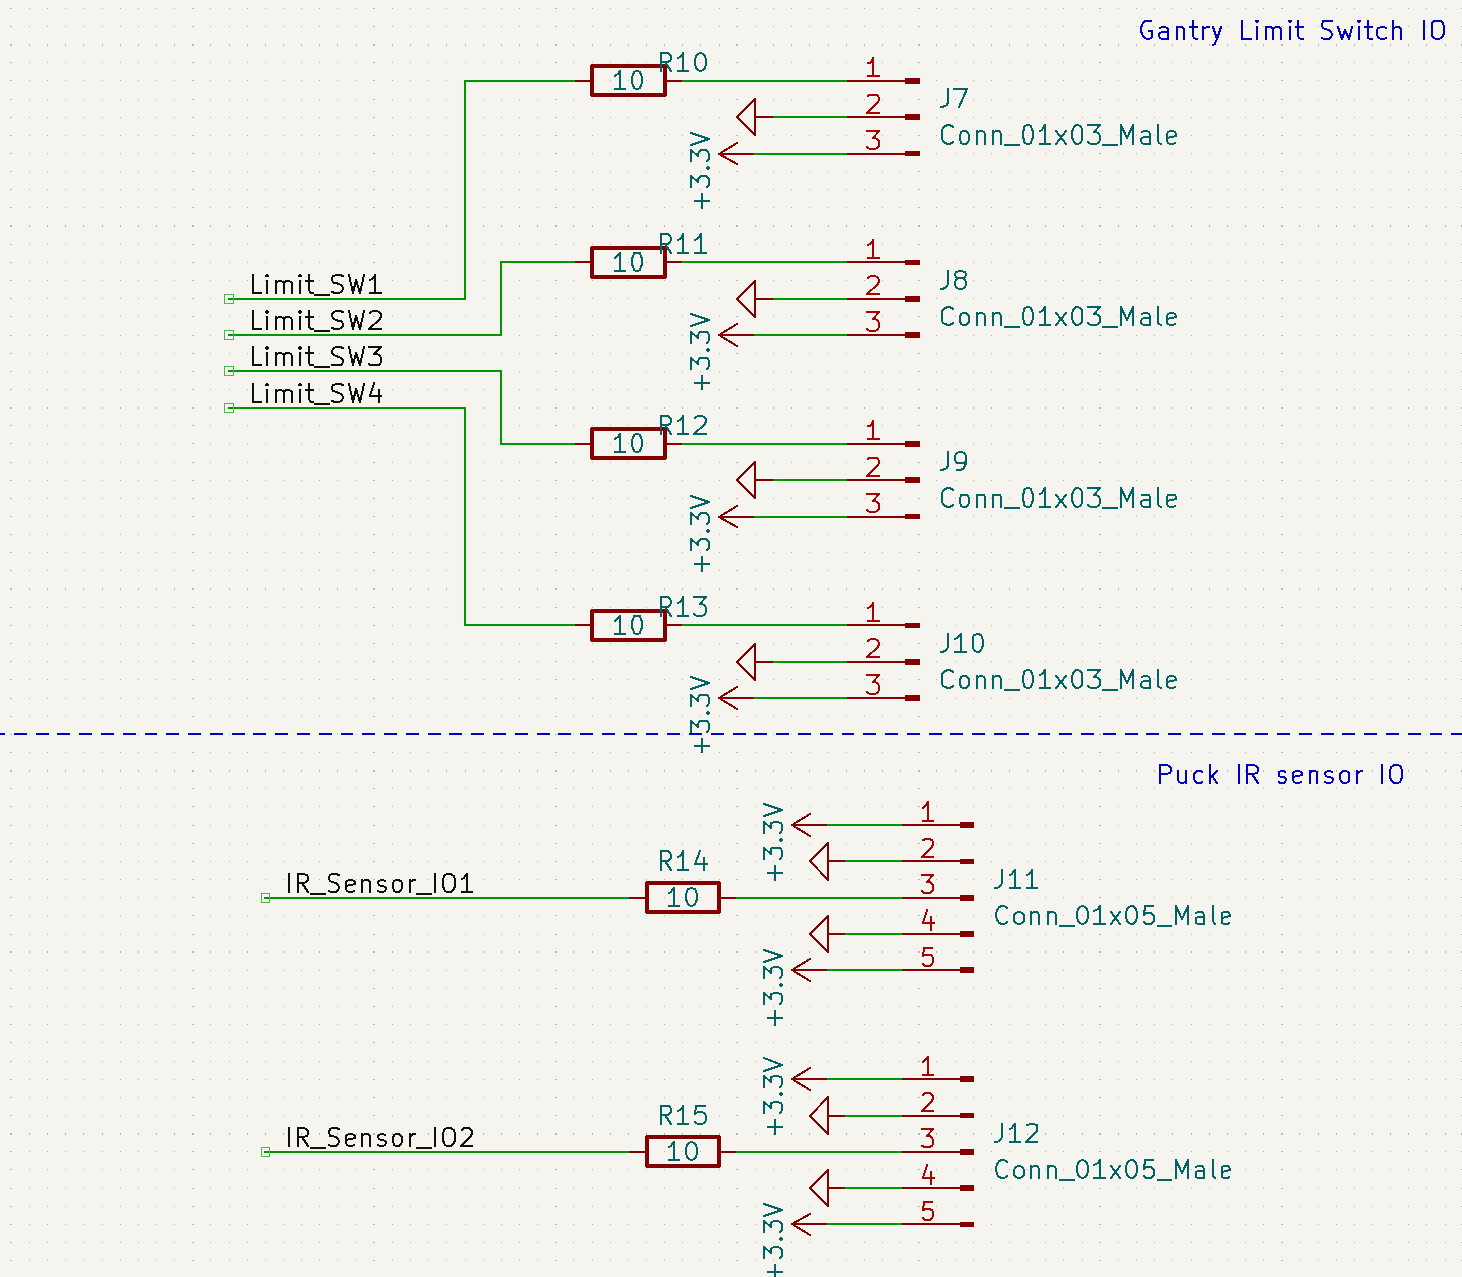 Gantry Limit Switch IO
R10
10
1
2
3
+3.3V
J7
Conn_01x03_Male
R11
10
1
2
3
+3.3V
J8
Conn_01x03_Male
Limit_SW1
Limit_SW2
Limit_SW3
Limit_SW4
R12
10
1
2
3
+3.3V
J9
Conn_01x03_Male
R13
10
1
2
3
+3.3V
J10
Conn_01x03_Male
Puck IR sensor IO
+3.3V
1
2
3
4
5
+3.3V
IR_Sensor_IO1
R14
10
J11
Conn_01x05_Male
+3.3V
1
2
3
4
5
+3.3V
IR_Sensor_IO2
R15
10
J12
Conn_01x05_Male